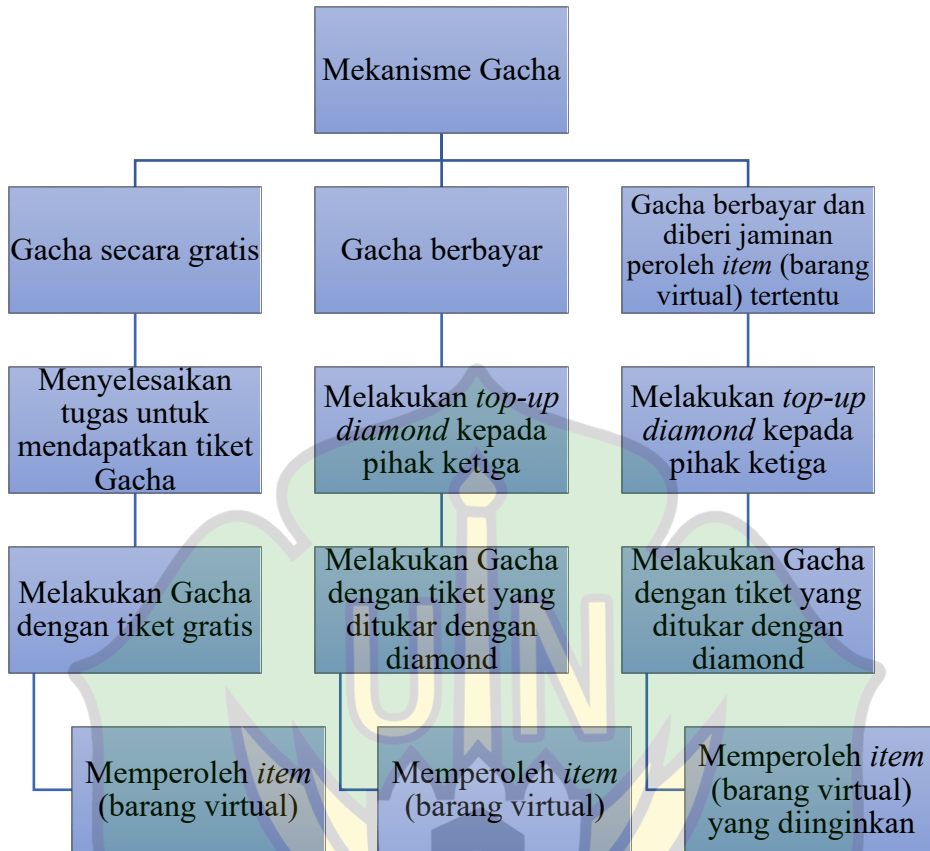 Mekanisme Gacha
Gacha secara gratis
Gacha berbayar
Gacha berbayar dan
diberi jaminan
peroleh item (barang
virtual) tertentu
Menyelesaikan
tugas untuk
mendapatkan tiket
Gacha
Melakukan top-up
diamond kepada
pihak ketiga
Melakukan top-up
diamond kepada
pihak ketiga
Melakukan Gacha
dengan tiket gratis
Melakukan Gacha
dengan tiket yang
ditukar dengan
diamond
Melakukan Gacha
dengan tiket yang
ditukar dengan
diamond
UIN
Memperoleh item
(barang virtual)
Memperoleh item
(barang virtual)
Memperoleh item
(barang virtual)
yang diinginkan